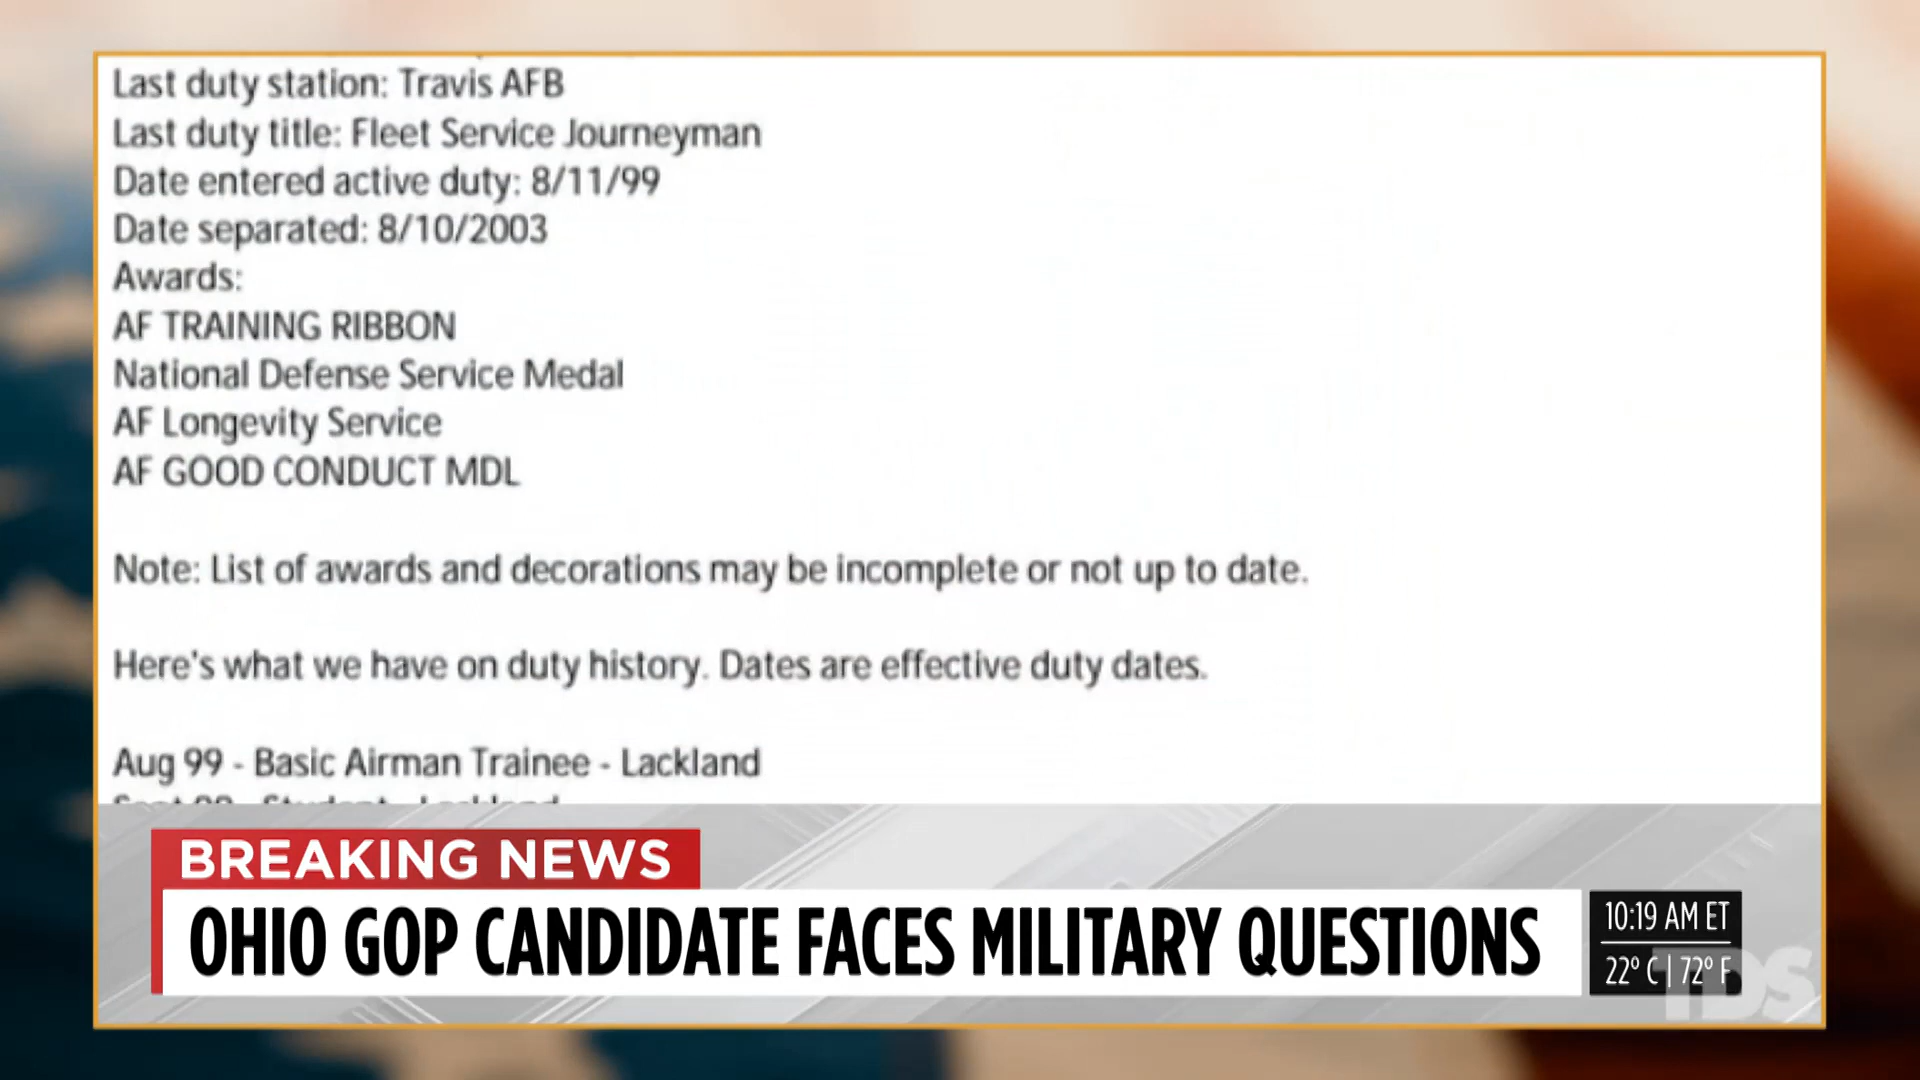 Last duty station: Travis AFB
Last duty title: Fleet Service Journeyman
Date entered active duty: 8/11/99
Date separated: 8/10/2003
Awards:
AF TRAINING RIBBON
National Defense Service Medal
AF Longevity Service
AF GOOD CONDUCT MDL
Note: List of awards and decorations may be incomplete or not up to date.
Here's what we have on duty history. Dates are effective duty dates.
Aug 99 - Basic Airman Trainee - Lackland
BREAKING NEWS
OHIO GOP CANDIDATE FACES MILITARY QUESTIONS
10:19 AM ET
22° C | 72° F
TDS